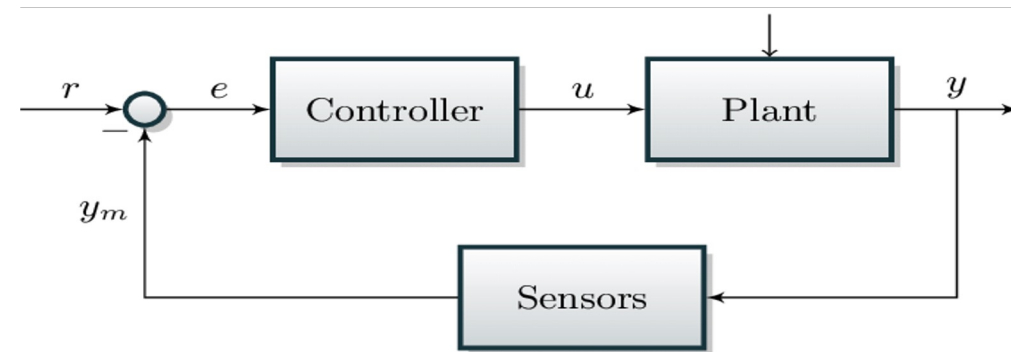 r
e
Controller
u
Plant
y
−
y_m
Sensors